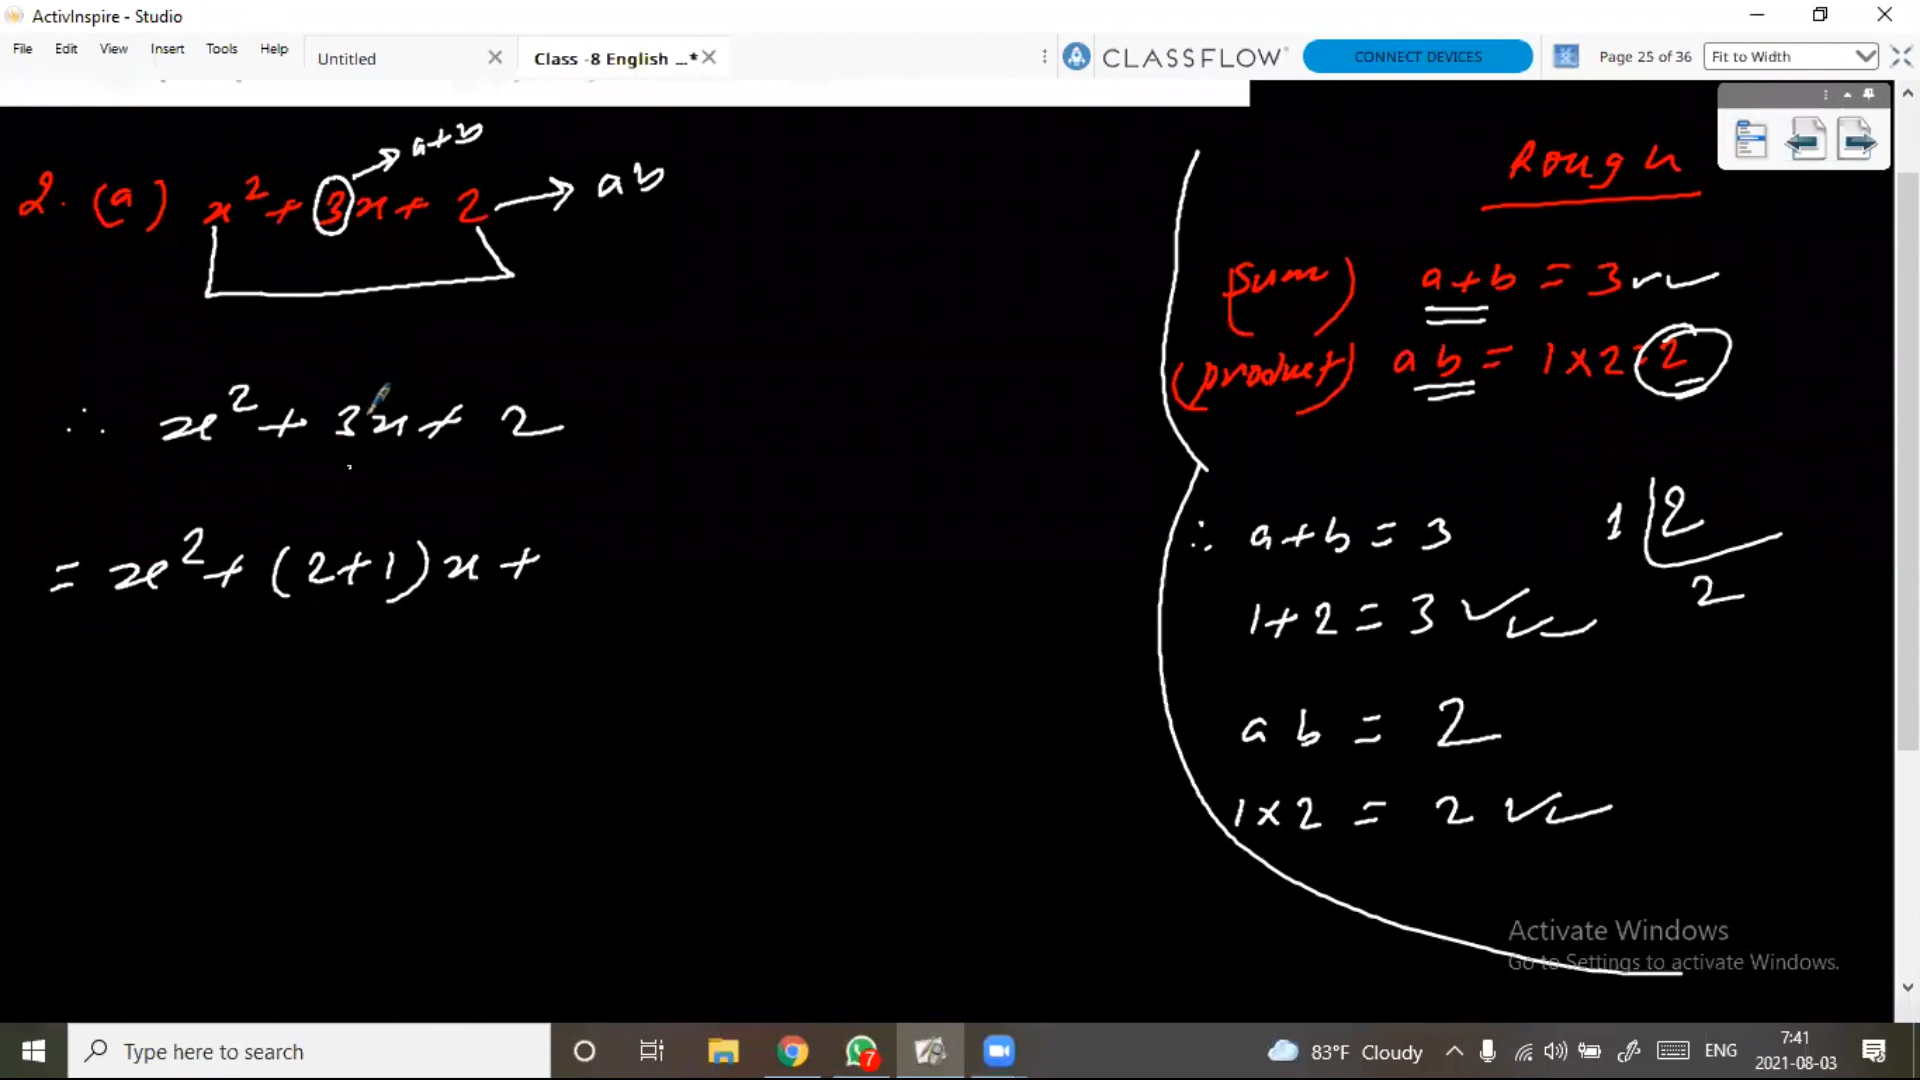 ActivInspire - Studio
File Edit View Insert Tools Help
Untitled
Class -8 English ...*
CLASSFLOW
CONNECT DEVICES
Page 25 of 36
Fit to Width
a+b
2. (a) x² + 3x + 2 → ab
∴ x² + 3x + 2
= x² + (2+1)x +
Rough
(sum) a+b = 3
(product) ab = 1×2 = 2
∴ a+b = 3
1+2 = 3
1 2
2
ab = 2
1×2 = 2
Activate Windows
Go to Settings to activate Windows.
Type here to search
7
83°F Cloudy
ENG
7:41
2021-08-03